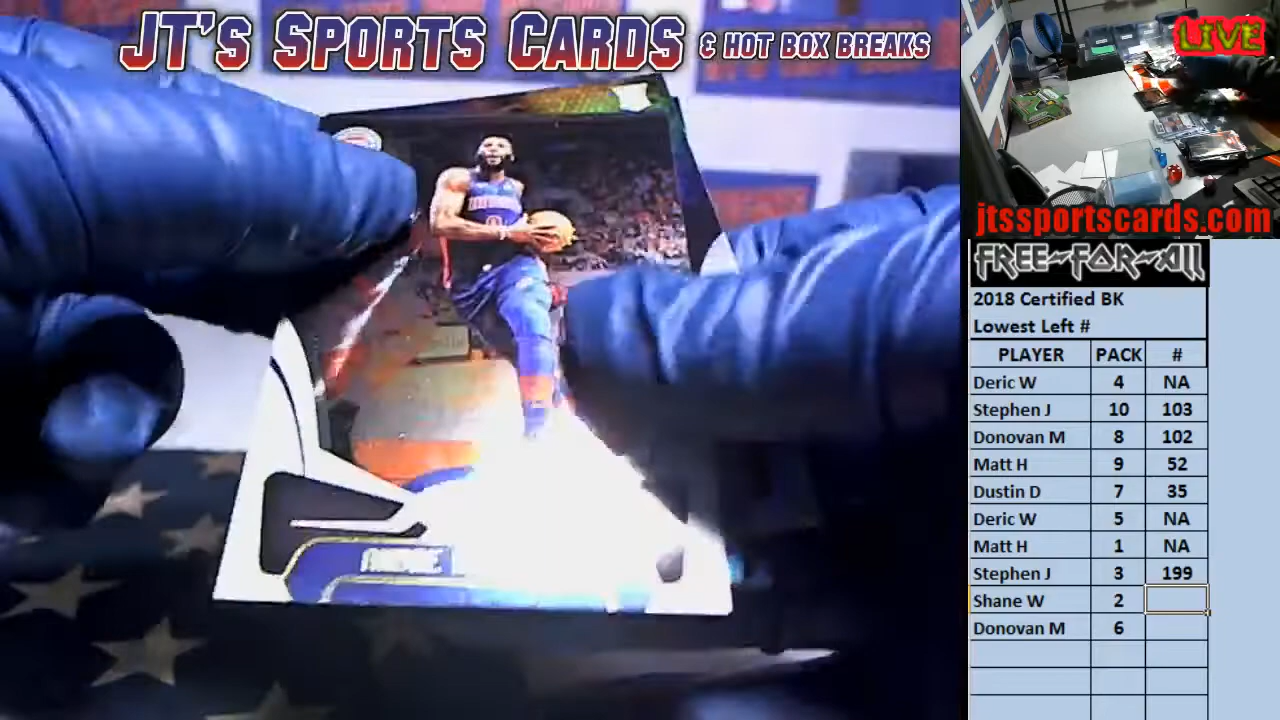 JT's Sports Cards & Hot Box Breaks
LIVE
jtssportscards.com
FREE-FOR-ALL
2018 Certified BK
Lowest Left #
PLAYER PACK #
Deric W 4 NA
Stephen J 10 103
Donovan M 8 102
Matt H 9 52
Dustin D 7 35
Deric W 5 NA
Matt H 1 NA
Stephen J 3 199
Shane W 2
Donovan M 6